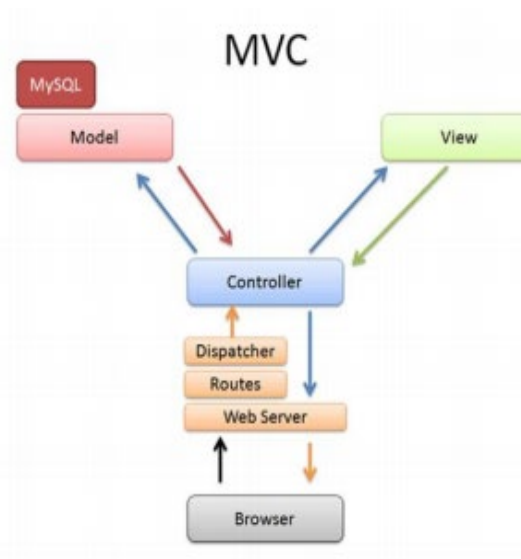 MVC
MySQL
Model
View
Controller
Dispatcher
Routes
Web Server
Browser